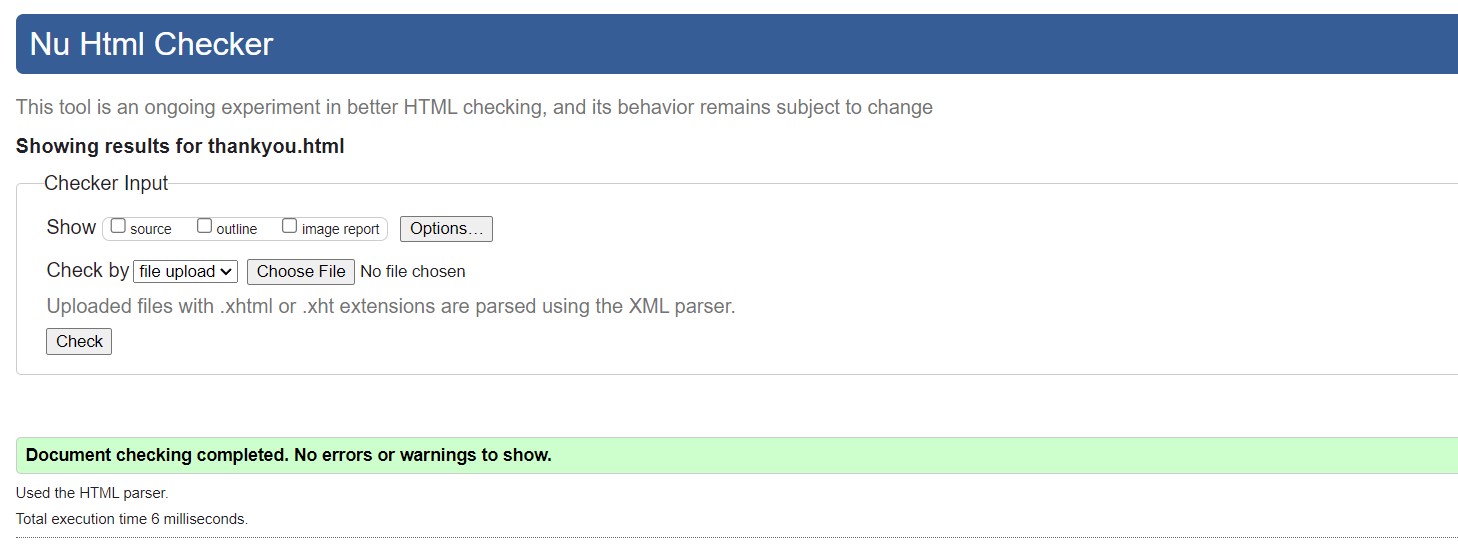 Nu Html Checker
This tool is an ongoing experiment in better HTML checking, and its behavior remains subject to change
Showing results for thankyou.html
Checker Input
Show source outline image report Options…
Check by file upload Choose File No file chosen
Uploaded files with .xhtml or .xht extensions are parsed using the XML parser.
Check
Document checking completed. No errors or warnings to show.
Used the HTML parser.
Total execution time 6 milliseconds.